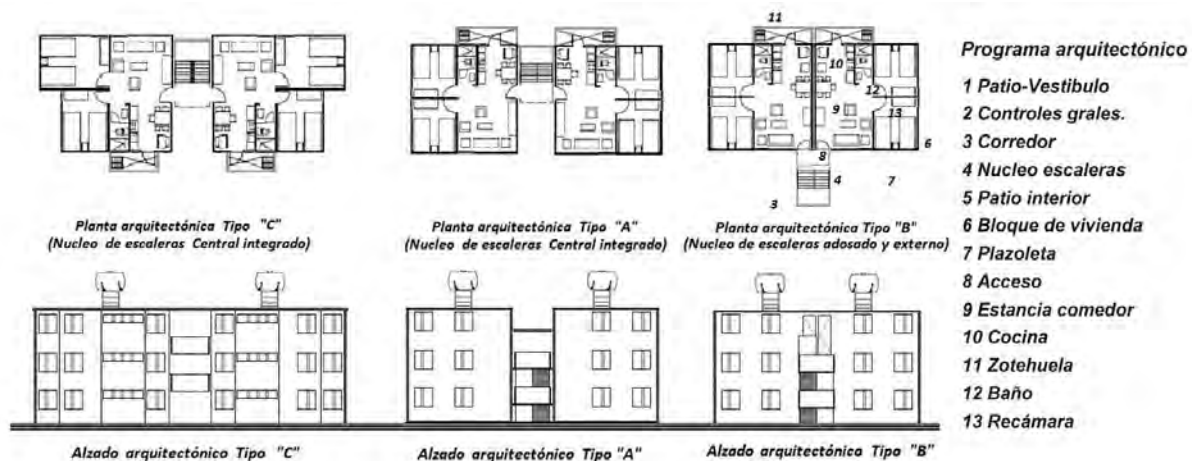 11
10
12
9
13
6
8
4
7
3
Planta arquitectónica Tipo "C"
(Nucleo de escaleras Central integrado)
Planta arquitectónica Tipo "A"
(Nucleo de escaleras Central integrado)
Planta arquitectónica Tipo "B"
(Nucleo de escaleras adosado y externo)
Alzado arquitectónico Tipo "C"
Alzado arquitectónico Tipo "A"
Alzado arquitectónico Tipo "B"
Programa arquitectónico
1 Patio-Vestibulo
2 Controles grales.
3 Corredor
4 Nucleo escaleras
5 Patio interior
6 Bloque de vivienda
7 Plazoleta
8 Acceso
9 Estancia comedor
10 Cocina
11 Zotehuela
12 Baño
13 Recámara